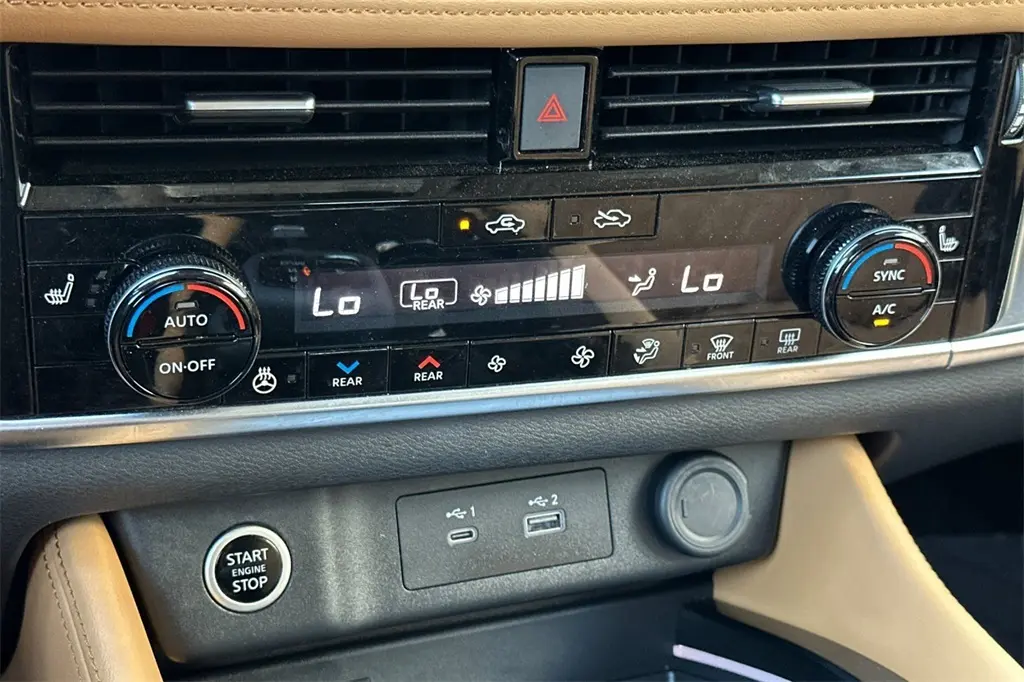 Lo
Lo
REAR
Lo
AUTO
ON·OFF
SYNC
A/C
REAR
REAR
FRONT
REAR
1
2
START
ENGINE
STOP